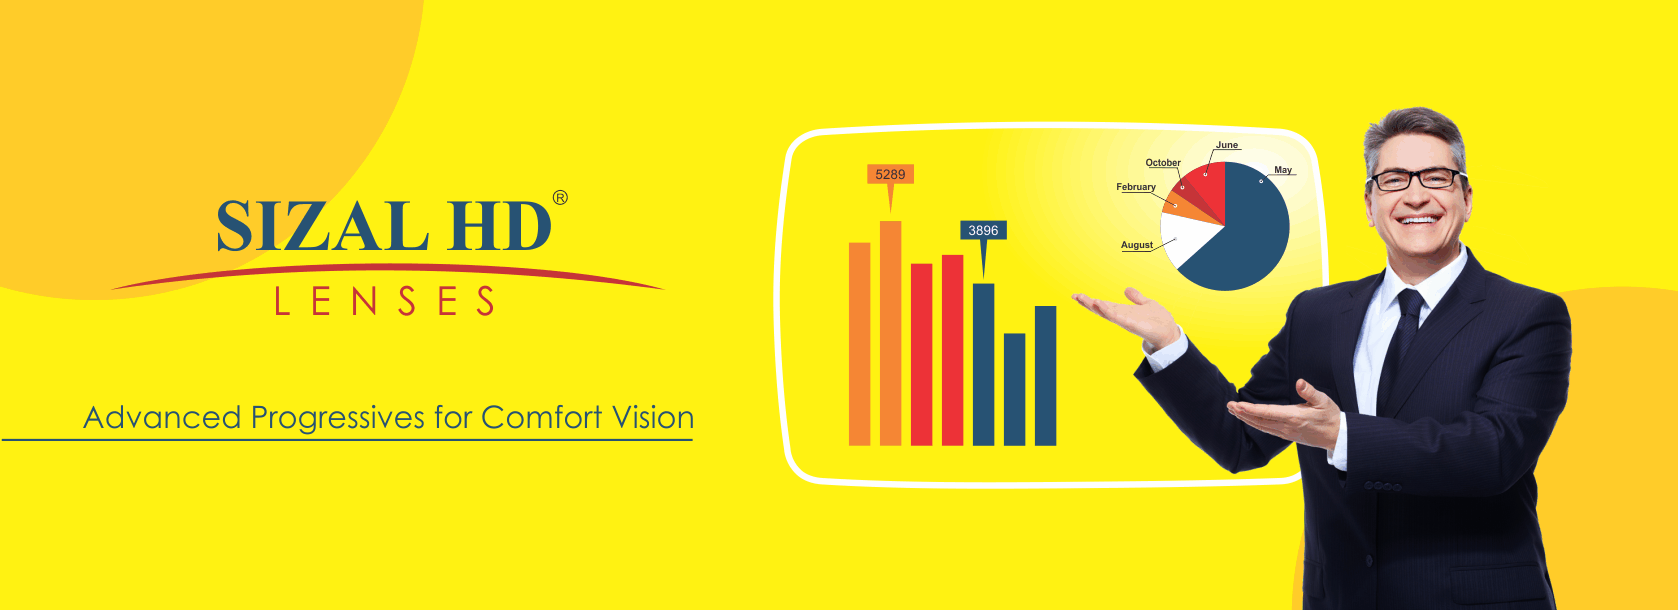 SIZAL HD®
LENSES
Advanced Progressives for Comfort Vision
5289
3896
June
October
May
February
August